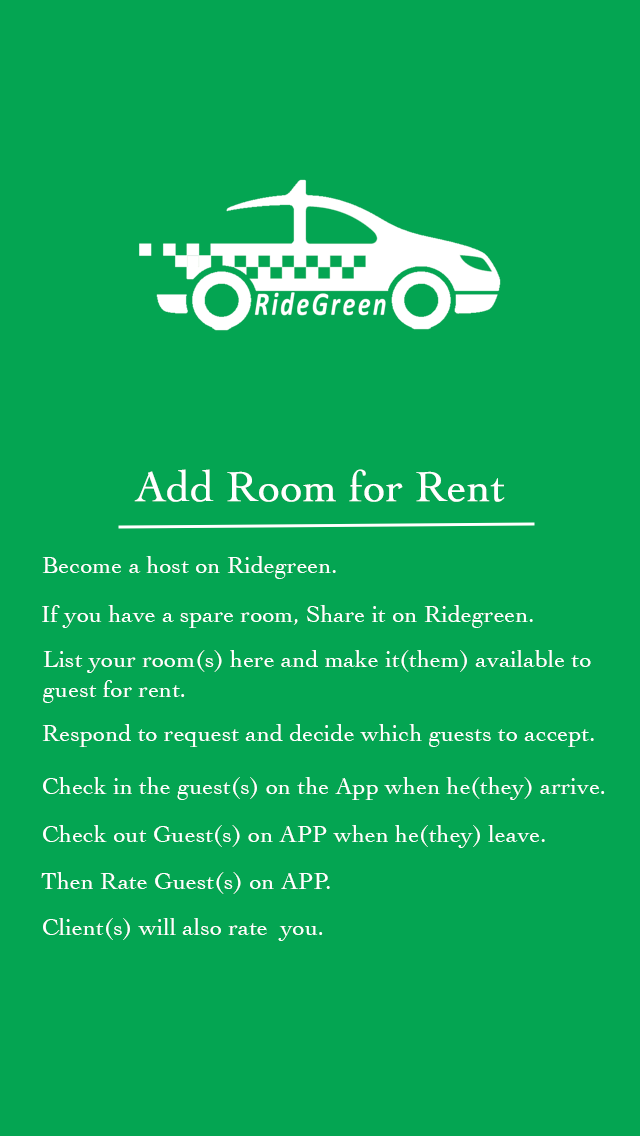 RideGreen
Add Room for Rent
Become a host on Ridegreen.
If you have a spare room, Share it on Ridegreen.
List your room(s) here and make it(them) available to
guest for rent.
Respond to request and decide which guests to accept.
Check in the guest(s) on the App when he(they) arrive.
Check out Guest(s) on APP when he(they) leave.
Then Rate Guest(s) on APP.
Client(s) will also rate  you.